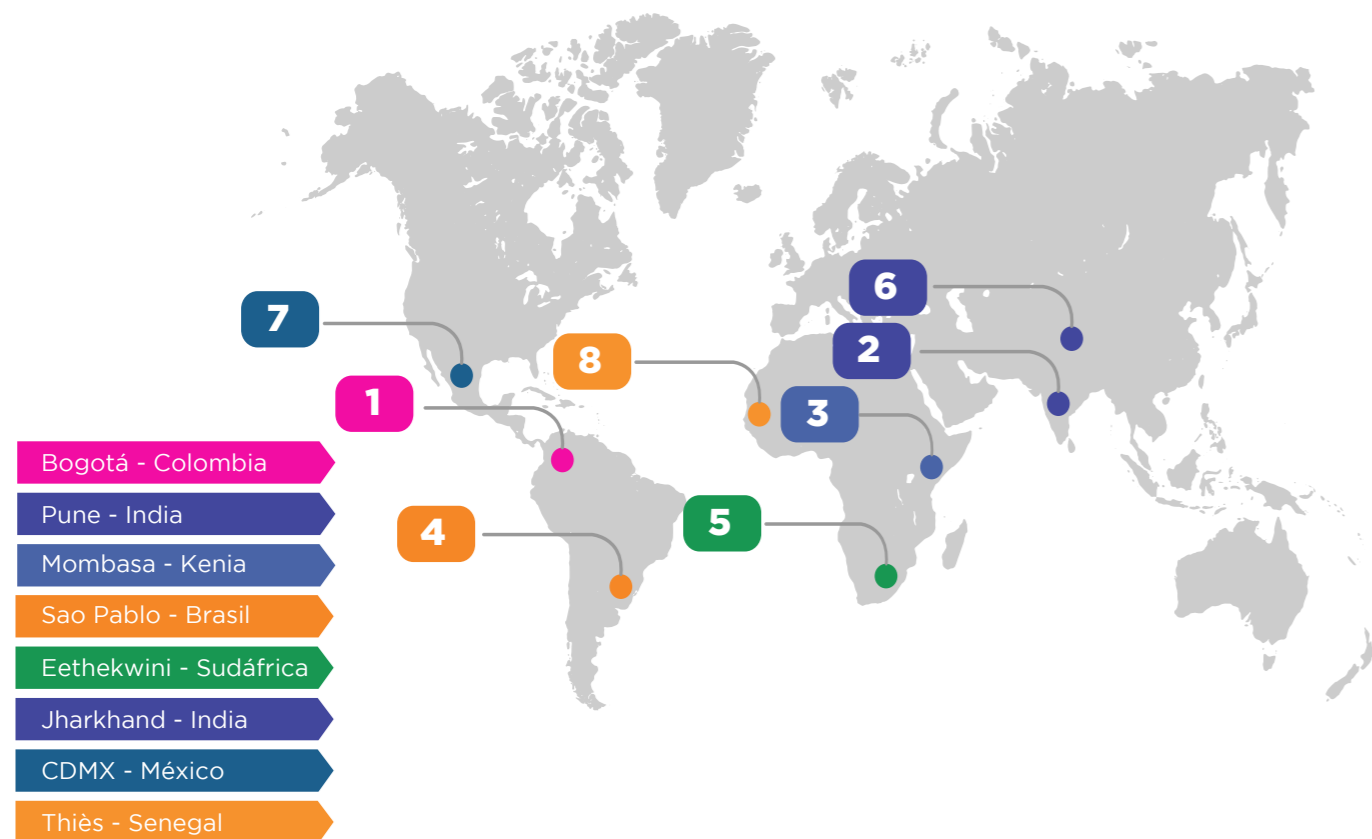 6
7
2
8
1
3
Bogotá - Colombia
Pune - India
4
5
Mombasa - Kenia
Sao Pablo - Brasil
Eethekwini - Sudáfrica
Jharkhand - India
CDMX - México
Thiès - Senegal